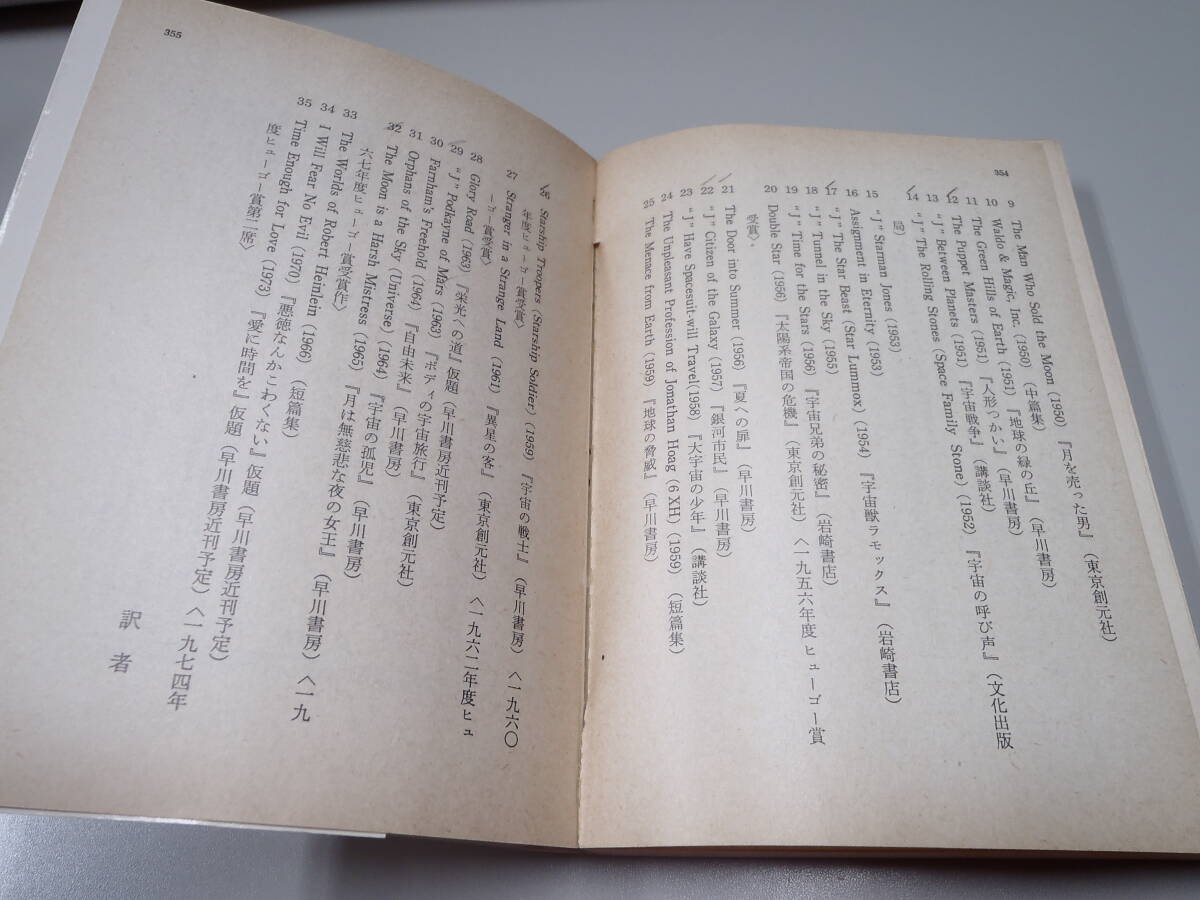 354
9 The Man Who Sold the Moon (1950) 『月を売った男』(東京創元社)
10 Waldo & Magic, Inc. (1950) (中篇集)
11 The Green Hills of Earth (1951) 『地球の緑の丘』(早川書房)
12 The Puppet Masters (1951) 『人形つかい』(早川書房)
13 “J” Between Planets (1951) 『宇宙戦争』(講談社)
14 “J” The Rolling Stones (Space Family Stone) (1952) 『宇宙の呼び声』(文化出版
局)
15 “J” Starman Jones (1953)
16 Assignment in Eternity (1953)
17 “J” The Star Beast (Star Lummox) (1954) 『宇宙獣ラモックス』(岩崎書店)
18 “J” Tunnel in the Sky (1955)
19 “J” Time for the Stars (1956) 『宇宙兄弟の秘密』(岩崎書店)
20 Double Star (1956) 『太陽系帝国の危機』(東京創元社)〈一九五六年度ヒューゴー賞
受賞〉
21 The Door into Summer (1956) 『夏への扉』(早川書房)
22 “J” Citizen of the Galaxy (1957) 『銀河市民』(早川書房)
23 “J” Have Spacesuit-will Travel(1958) 『大宇宙の少年』(講談社)
24 The Unpleasant Profession of Jonathan Hoag (6 XH) (1959) (短篇集)
25 The Menace from Earth (1959) 『地球の脅威』(早川書房)
355
26 Starship Troopers (Starship Soldier) (1959) 『宇宙の戦士』(早川書房)〈一九六〇
年度ヒューゴー賞受賞〉
27 Stranger in a Strange Land (1961) 『異星の客』(東京創元社)〈一九六二年度ヒュ
ーゴー賞受賞〉
28 Glory Road (1963) 『栄光への道』仮題(早川書房近刊予定)
29 “J” Podkayne of Mars (1963) 『ポディの宇宙旅行』(東京創元社)
30 Farnham's Freehold (1964) 『自由未来』(早川書房)
31 Orphans of the Sky (Universe) (1964) 『宇宙の孤児』(早川書房)
32 The Moon is a Harsh Mistress (1965) 『月は無慈悲な夜の女王』(早川書房)〈一九
六七年度ヒューゴー賞受賞作〉
33 The Worlds of Robert Heinlein (1966) (短篇集)
34 I Will Fear No Evil (1970) 『悪徳なんかこわくない』仮題(早川書房近刊予定)
35 Time Enough for Love (1973) 『愛に時間を』仮題(早川書房近刊予定)〈一九七四年
度ヒューゴー賞第二席〉
訳者